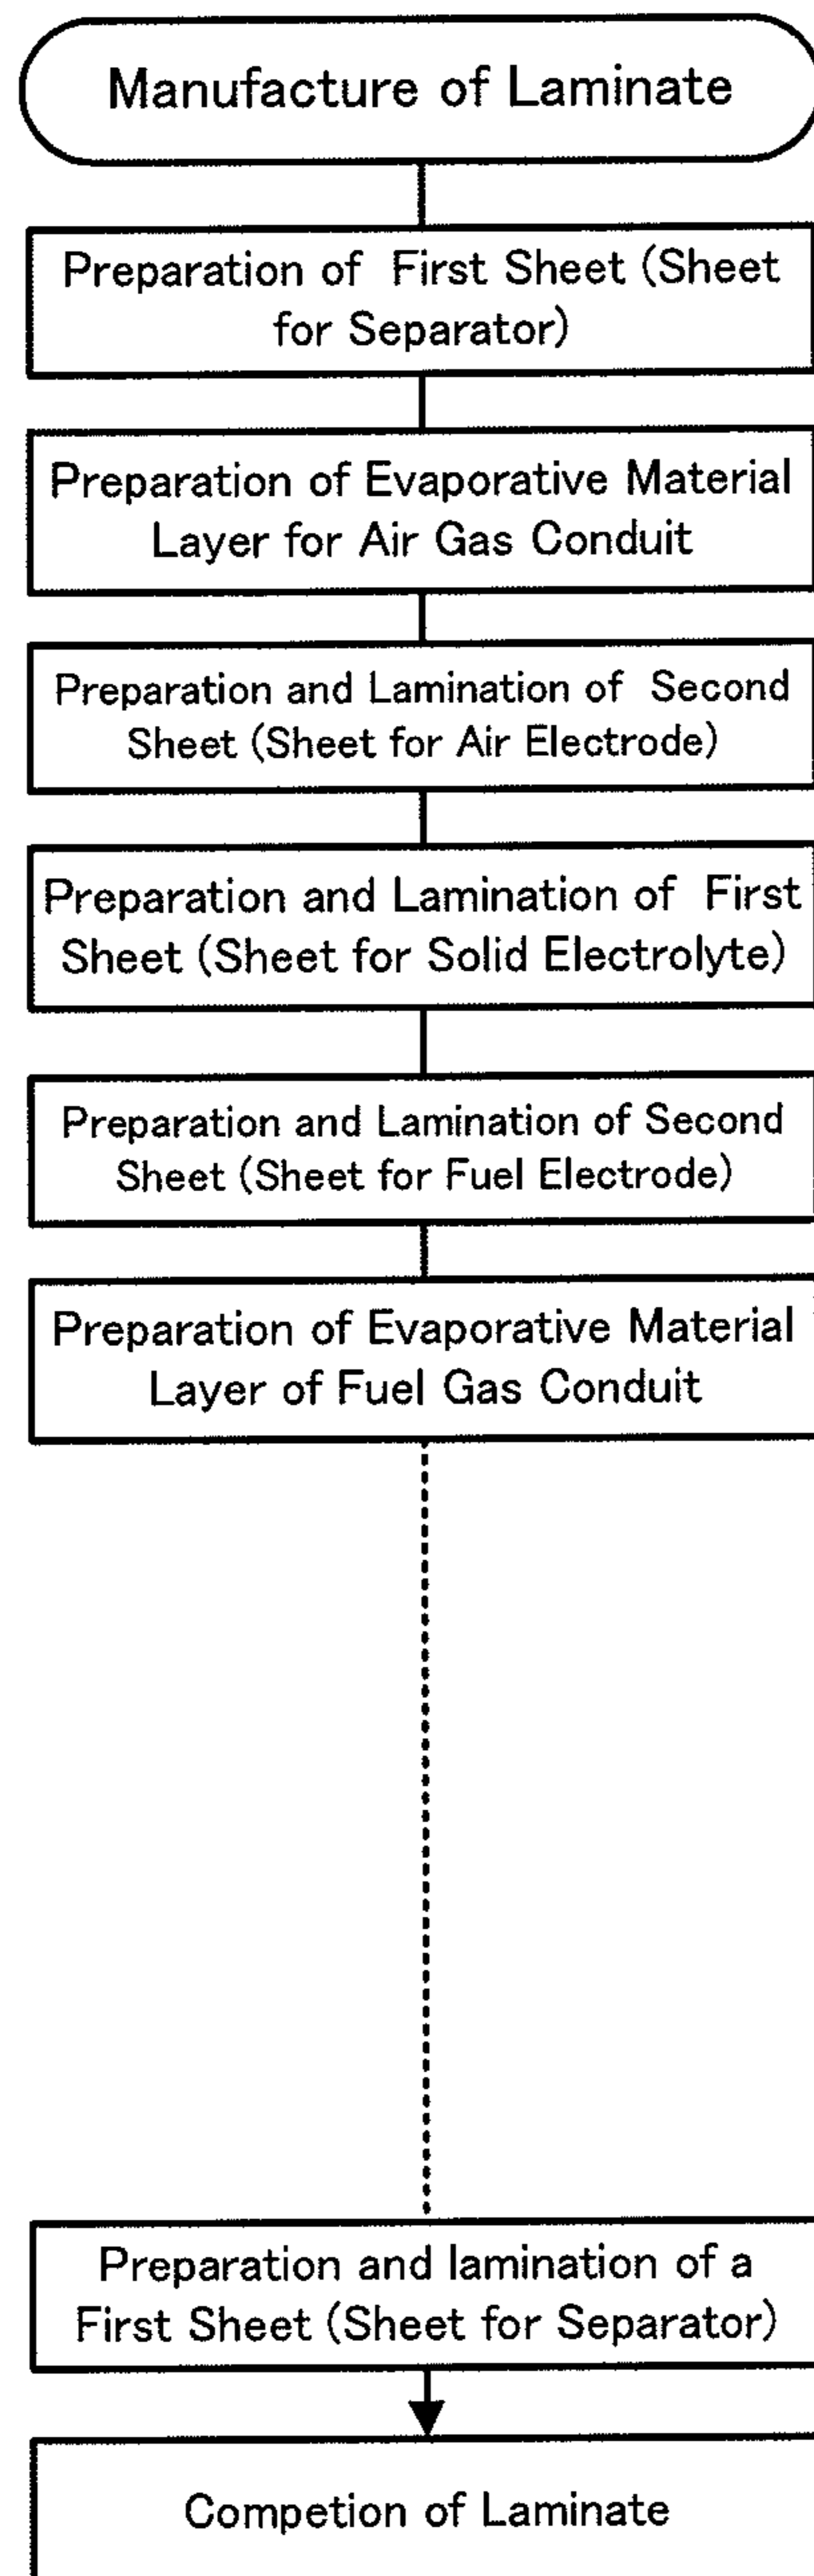 Manufacture of Laminate
Preparation of First Sheet (Sheet
for Separator)
Preparation of Evaporative Material
Layer for Air Gas Conduit
Preparation and Lamination of Second
Sheet (Sheet for Air Electrode)
Preparation and Lamination of First
Sheet (Sheet for Solid Electrolyte)
Preparation and Lamination of Second
Sheet (Sheet for Fuel Electrode)
Preparation of Evaporative Material
Layer of Fuel Gas Conduit
Preparation and lamination of a
First Sheet (Sheet for Separator)
Competion of Laminate